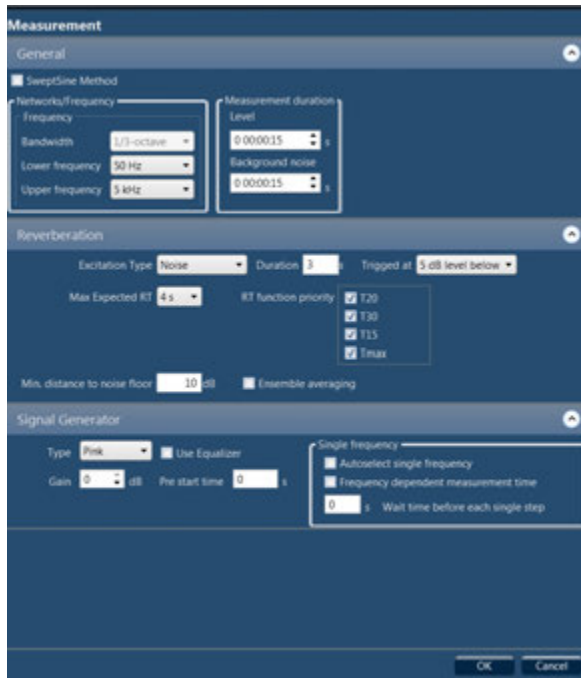 Measurement
General
SweptSine Method
Networks/Frequency
Frequency
Bandwidth 1/3-octave
Lower frequency 50 Hz
Upper frequency 5 kHz
Measurement duration
Level
0 00:00:15 s
Background noise
0 00:00:15 s
Reverberation
Excitation Type Noise Duration 3 s Trigged at 5 dB level below
Max Expected RT 4 s RT function priority T20
T30
T15
Tmax
Min. distance to noise floor 10 dB Ensemble averaging
Signal Generator
Type Pink Use Equalizer
Gain 0 dB Pre start time 0 s
Single frequency
Autoselect single frequency
Frequency dependent measurement time
0 s Wait time before each single step
OK Cancel